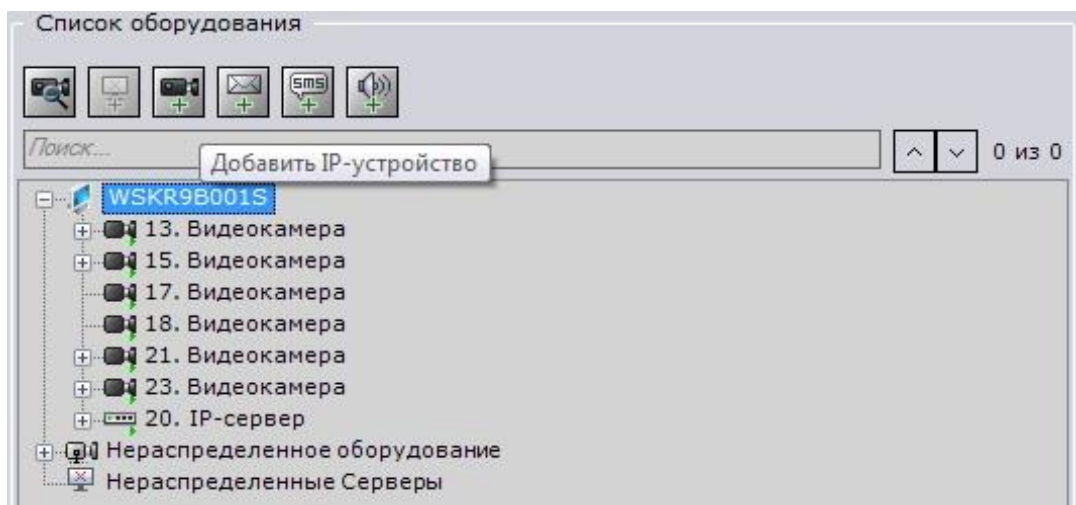 Список оборудования
sms
Поиск...
0 из 0
Добавить IP-устройство
WSKR9B001S
13. Видеокамера
15. Видеокамера
17. Видеокамера
18. Видеокамера
21. Видеокамера
23. Видеокамера
20. IP-сервер
Нераспределенное оборудование
Нераспределенные Серверы